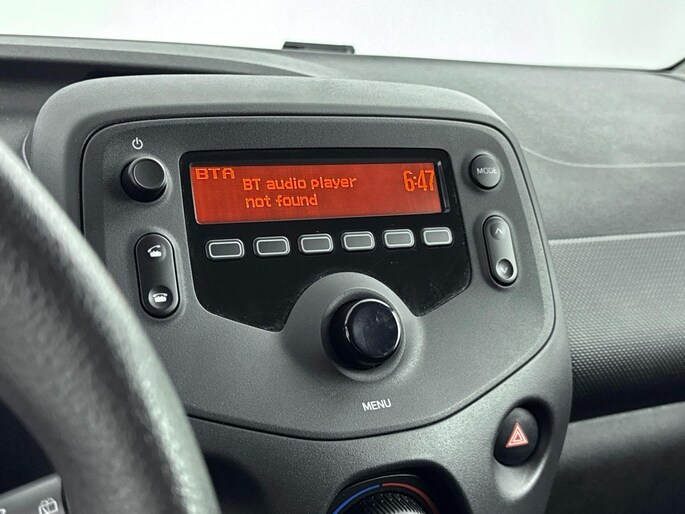 BTA
BT audio player
not found
6:47
MODE
MENU